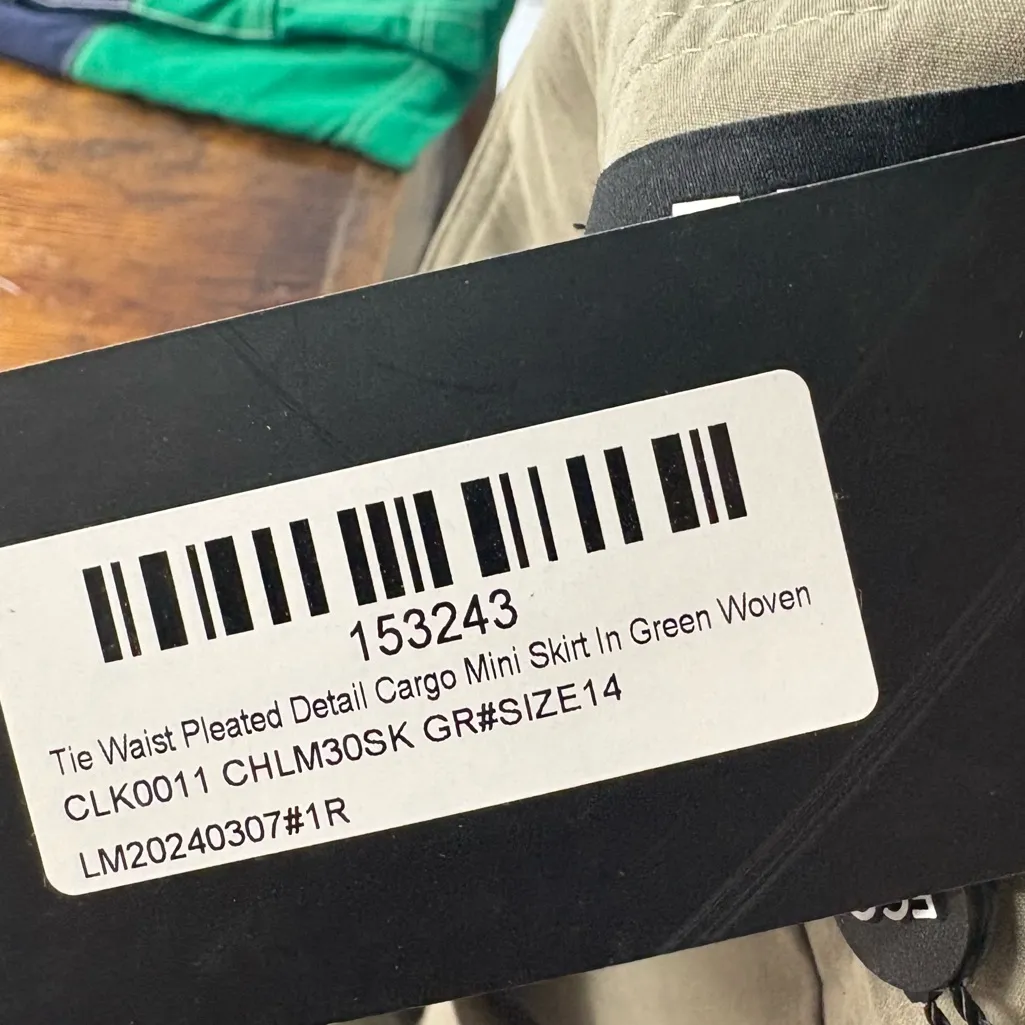 153243
Tie Waist Pleated Detail Cargo Mini Skirt In Green Woven
CLK0011 CHLM30SK GR#SIZE14
LM20240307#1R